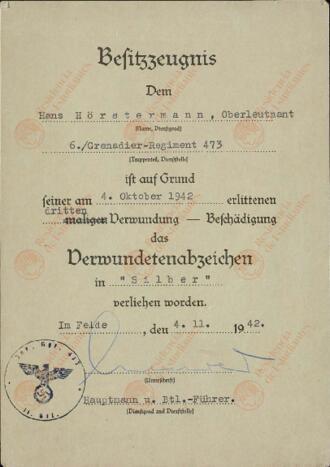 Besitzzeugnis
Dem
Hans Hörstermann, Oberleutnant
(Name, Dienstgrad)
6./Grenadier-Regiment 473
(Truppenteil, Dienststelle)
ist auf Grund
seiner am 4. Oktober 1942 erlittenen
dritten
maligen Verwundung — Beschädigung
das
Verwundetenabzeichen
in "Silber"
verliehen worden.
Im Felde, den 4.11. 1942.
(Unterschrift)
Hauptmann u. Btl.-Führer.
(Dienstgrad und Dienststelle)